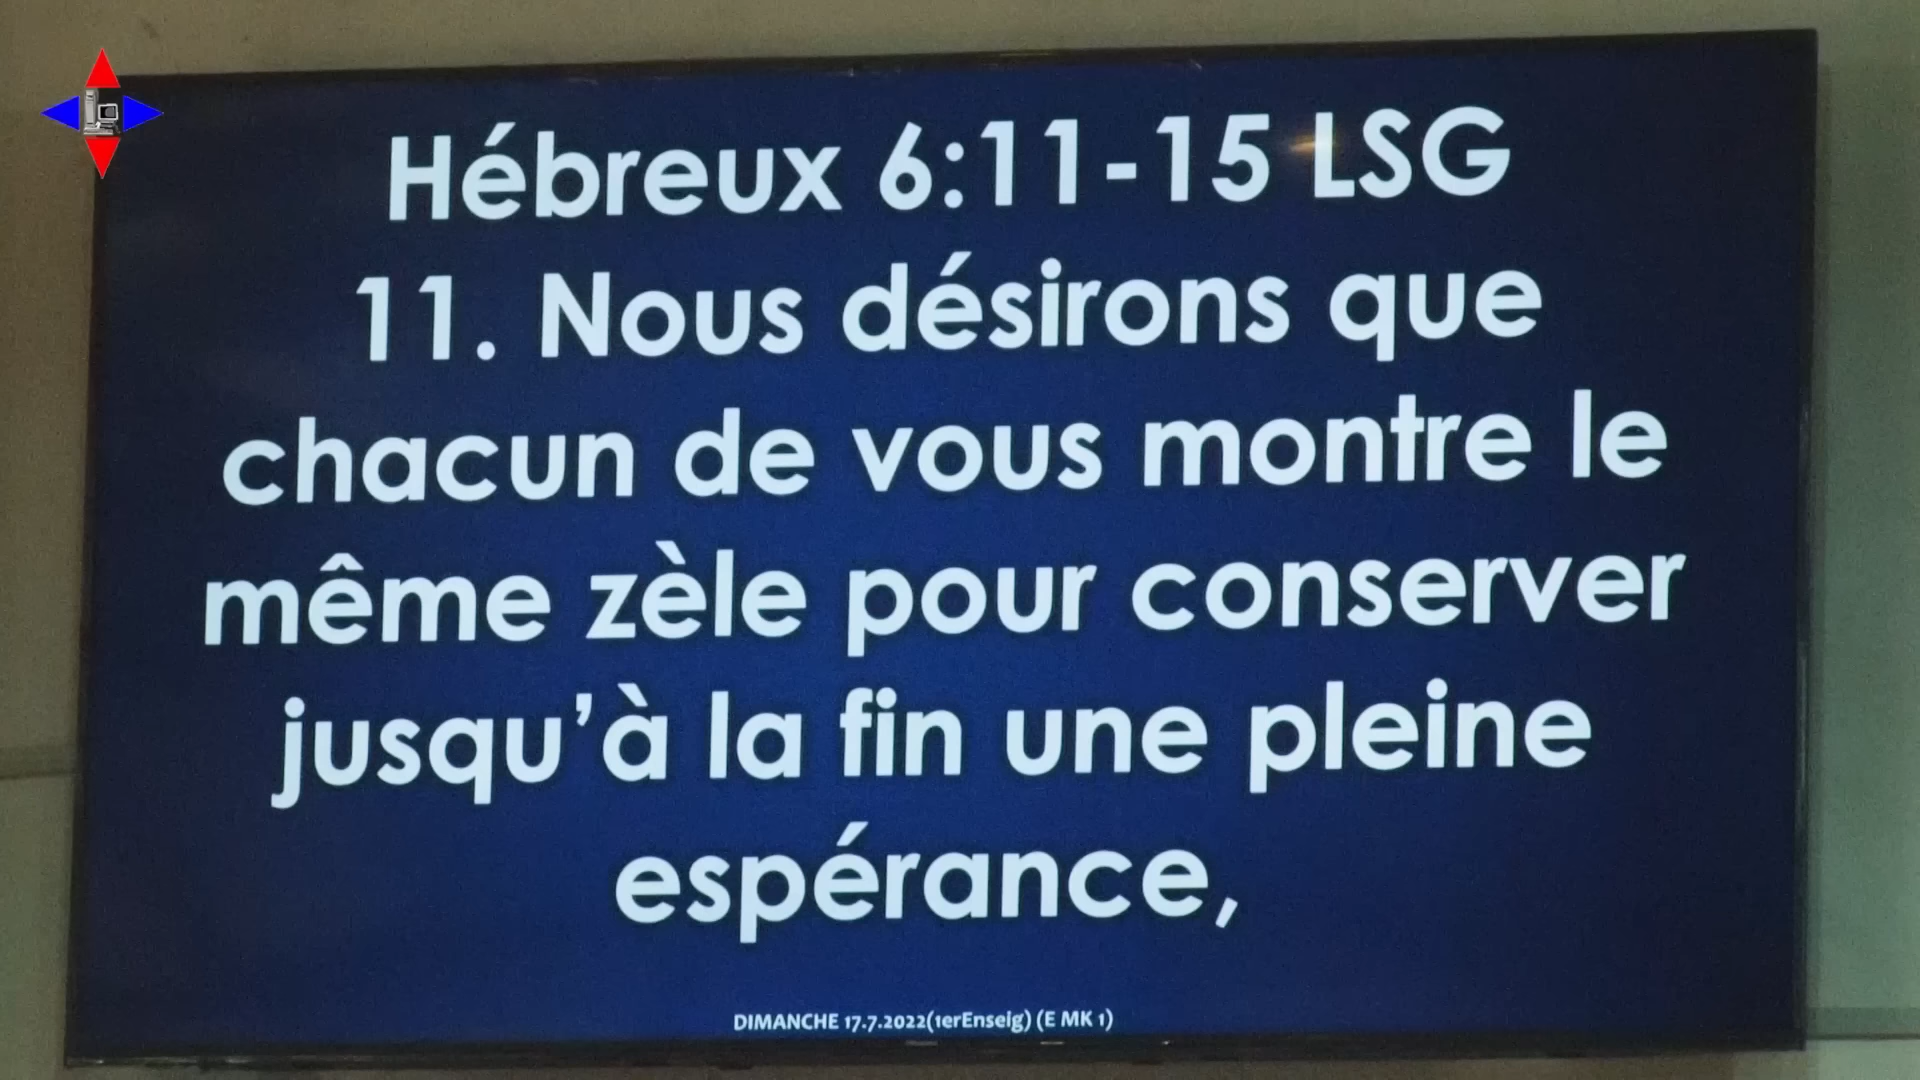 Hébreux 6:11-15 LSG
11. Nous désirons que
chacun de vous montre le
même zèle pour conserver
jusqu’à la fin une pleine
espérance,
DIMANCHE 17.7.2022(1erEnseig) (E MK 1)